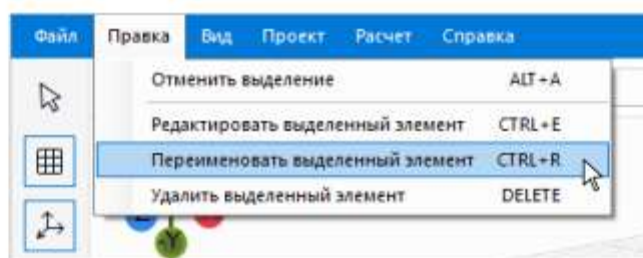 Файл Правка Вид Проект Расчет Справка
Отменить выделение ALT+A
Редактировать выделенный элемент CTRL+E
Переименовать выделенный элемент CTRL+R
Удалить выделенный элемент DELETE
-Y